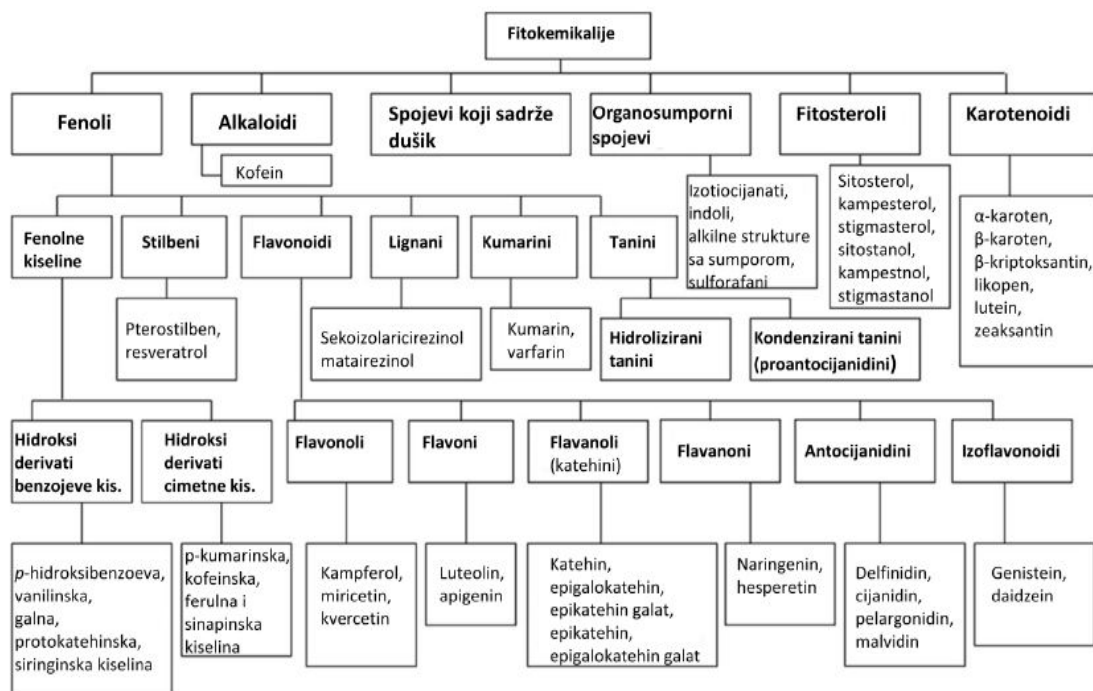 Fitokemikalije
Fenoli
Alkaloidi
Spojevi koji sadrže
dušik
Organosumporni
spojevi
Fitosteroli
Karotenoidi
Kofein
Izotiocijanati,
indoli,
alkilne strukture
sa sumporom,
sulforafani
Sitosterol,
kampesterol,
stigmasterol,
sitostanol,
kampestnol,
stigmastanol
α-karoten,
β-karoten,
β-kriptoksantin,
likopen,
lutein,
zeaksantin
Fenolne
kiseline
Stilbeni
Flavonoidi
Lignani
Kumarini
Tanini
Pterostilben,
resveratrol
Sekoizolaricirezinol
matairezinol
Kumarin,
varfarin
Hidrolizirani
tanini
Kondenzirani tanini
(proantocijanidini)
Hidroksi
derivati
benzojeve kis.
Hidroksi
derivati
cimetne kis.
Flavonoli
Flavoni
Flavanoli
(katehini)
Flavanoni
Antocijanidini
Izoflavonoidi
p-hidroksibenzoeva,
vanilinska,
galna,
protokatehinska,
siringinska kiselina
p-kumarinska,
kofeinska,
ferulna i
sinapinska
kiselina
Kampferol,
miricetin,
kvercetin
Luteolin,
apigenin
Katehin,
epigalokatehin,
epikatehin galat,
epikatehin,
epigalokatehin galat
Naringenin,
hesperetin
Delfinidin,
cijanidin,
pelargonidin,
malvidin
Genistein,
daidzein